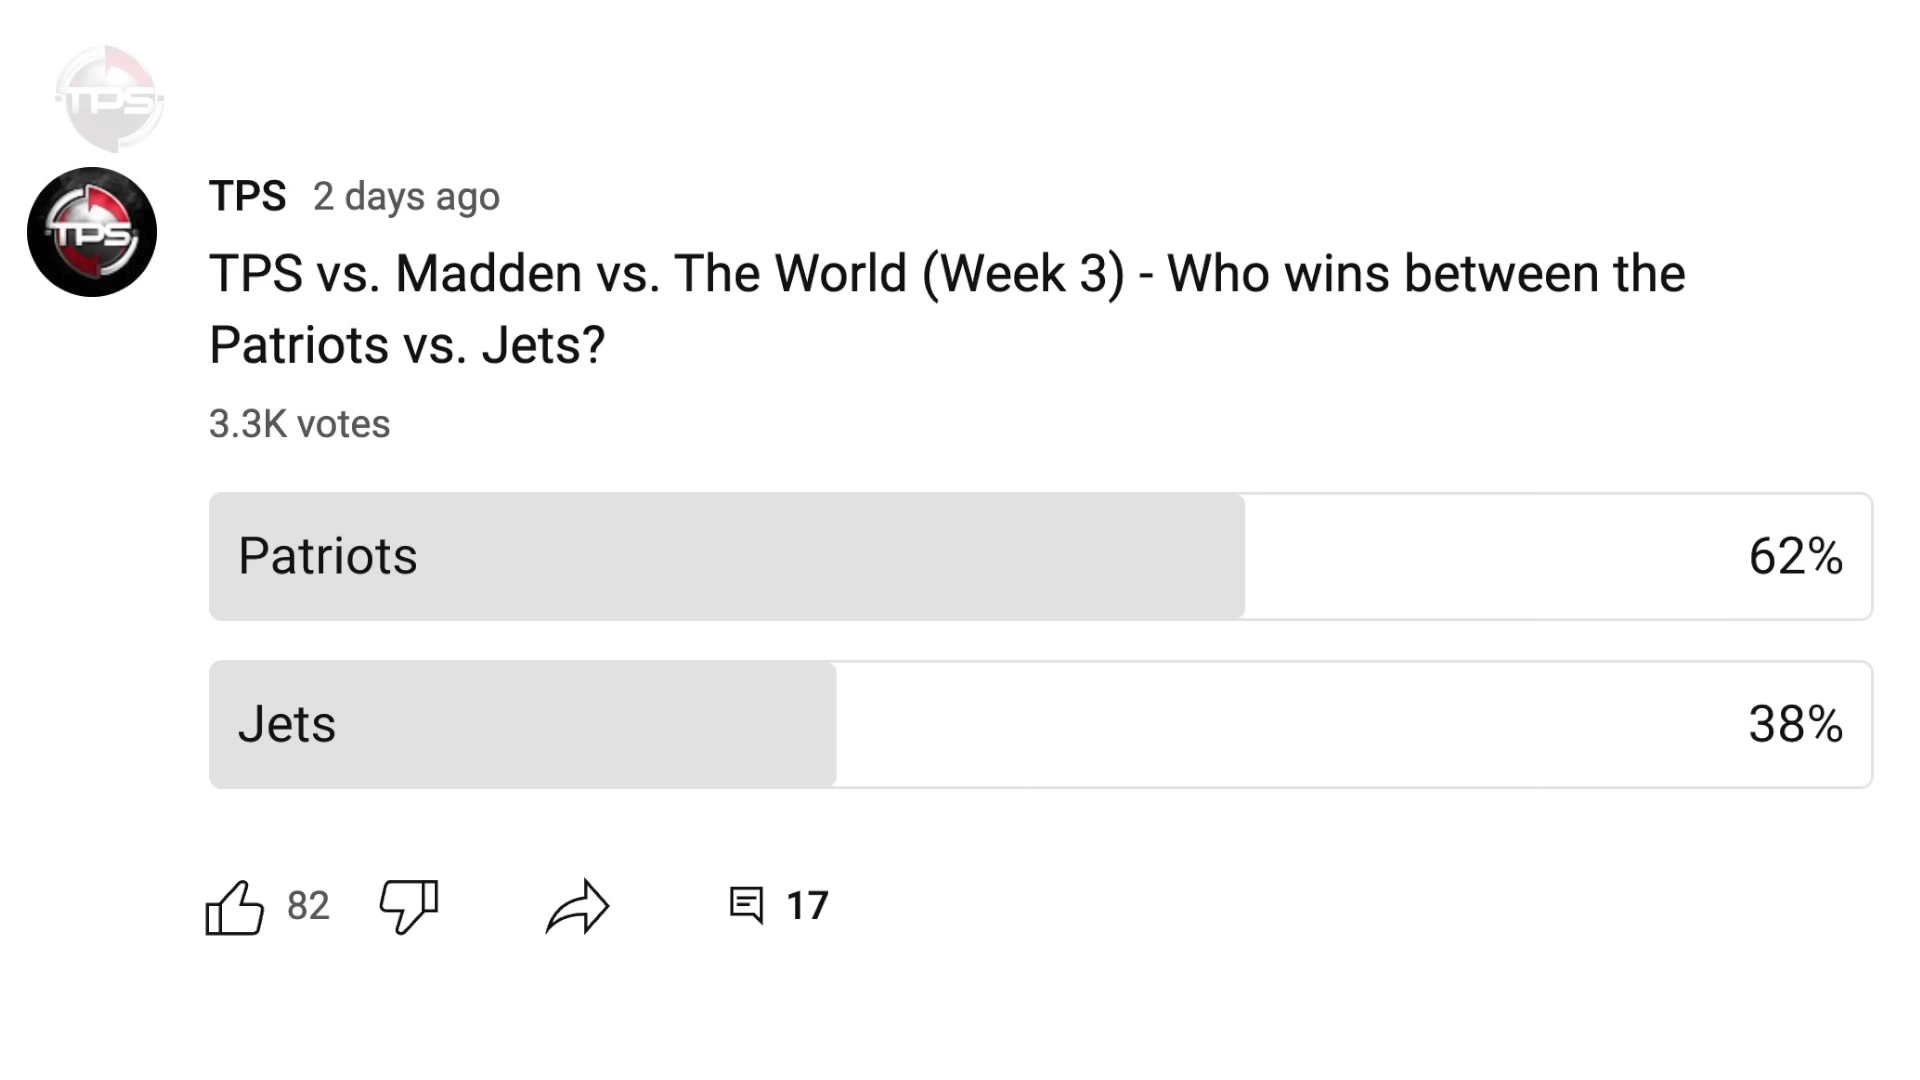 TPS
TPS
TPS 2 days ago
TPS vs. Madden vs. The World (Week 3) - Who wins between the
Patriots vs. Jets?
3.3K votes
Patriots 62%
Jets 38%
82 17